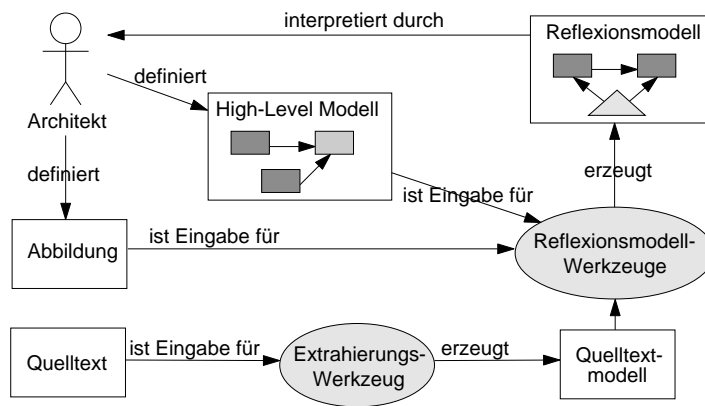 interpretiert durch
Reflexionsmodell
definiert
High-Level Modell
Architekt
definiert
erzeugt
ist Eingabe für
Abbildung
ist Eingabe für
Reflexionsmodell-
Werkzeuge
Quelltext
ist Eingabe für
Extrahierungs-
Werkzeug
erzeugt
Quelltext-
modell